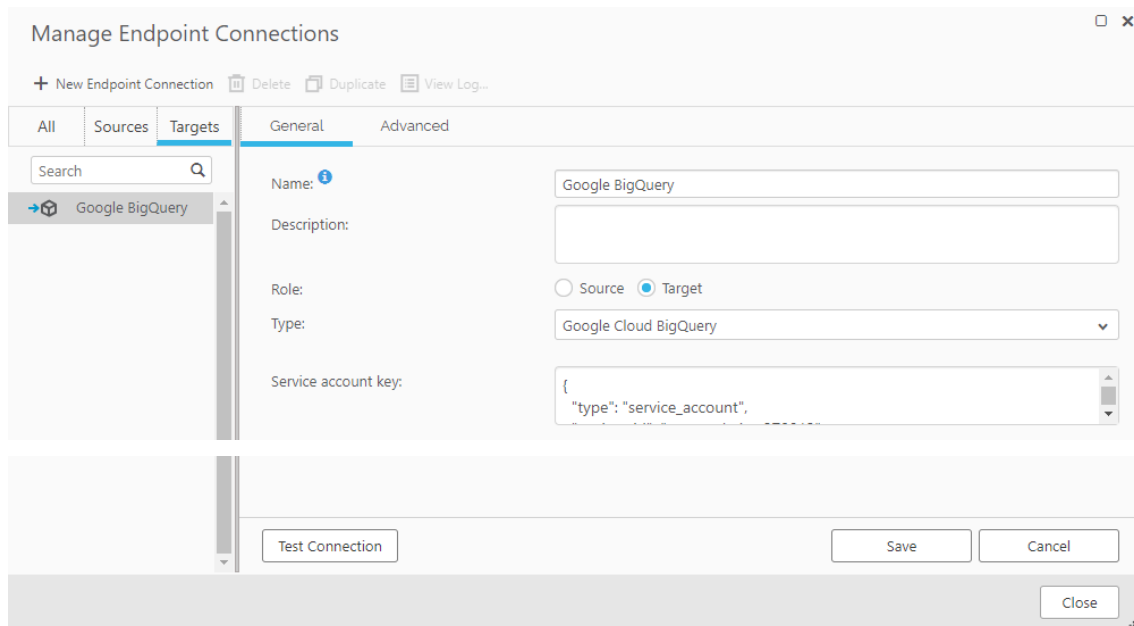 Manage Endpoint Connections
New Endpoint Connection Delete Duplicate View Log...
All Sources Targets General Advanced
Search
Name:
Google BigQuery
Google BigQuery
Description:
Role:
Source Target
Type:
Google Cloud BigQuery
Service account key:
{
"type": "service_account",
Test Connection Save Cancel
Close